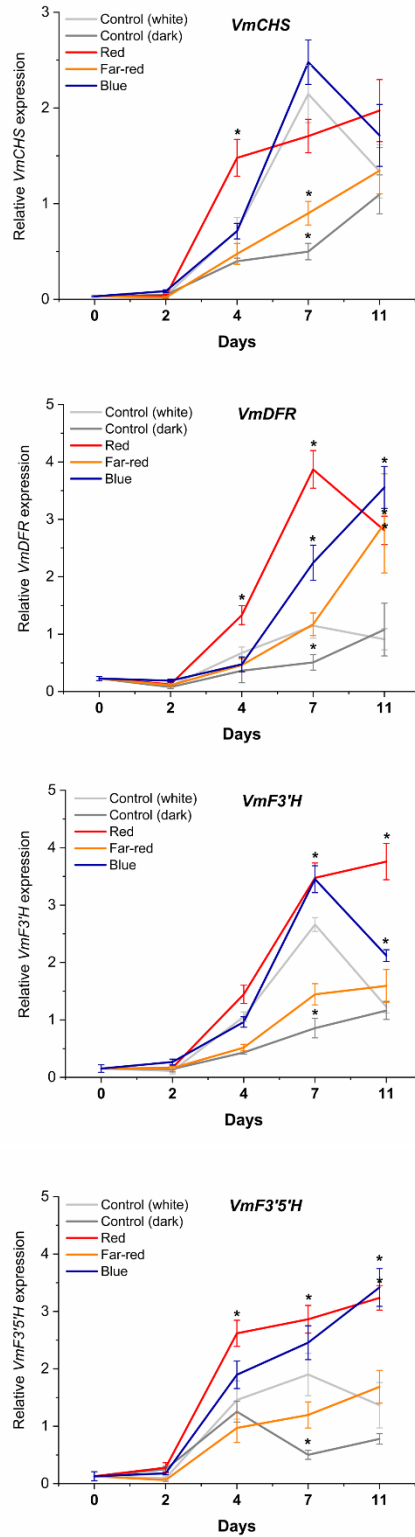 VmCHS
Control (white)
Control (dark)
Red
Far-red
Blue
Relative VmCHS expression
3
2
1
0
*
*
*
0 2 4 7 11
Days
VmDFR
Control (white)
Control (dark)
Red
Far-red
Blue
Relative VmDFR expression
5
4
3
2
1
0
*
*
*
*
*
*
*
0 2 4 7 11
Days
VmF3'H
Control (white)
Control (dark)
Red
Far-red
Blue
Relative VmF3'H expression
5
4
3
2
1
0
*
*
*
*
0 2 4 7 11
Days
VmF3'5'H
Control (white)
Control (dark)
Red
Far-red
Blue
Relative VmF3'5'H expression
5
4
3
2
1
0
*
*
*
*
*
0 2 4 7 11
Days